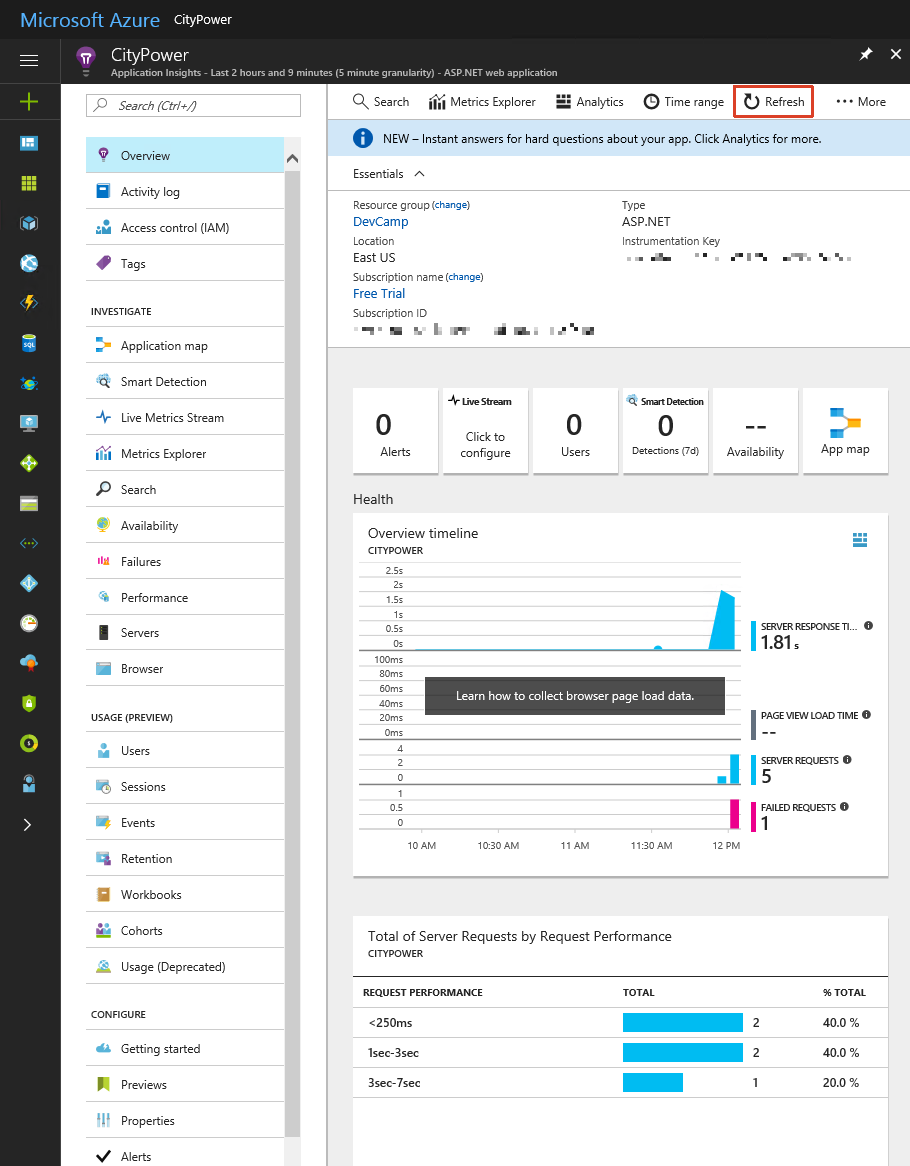 Microsoft Azure CityPower
CityPower
Application Insights - Last 2 hours and 9 minutes (5 minute granularity) - ASP.NET web application
Search (Ctrl+/)
Overview
Activity log
Access control (IAM)
Tags
INVESTIGATE
Application map
Smart Detection
Live Metrics Stream
Metrics Explorer
Search
Availability
Failures
Performance
Servers
Browser
USAGE (PREVIEW)
Users
Sessions
Events
Retention
Workbooks
Cohorts
Usage (Deprecated)
CONFIGURE
Getting started
Previews
Properties
Alerts
Search Metrics Explorer Analytics Time range Refresh ··· More
NEW – Instant answers for hard questions about your app. Click Analytics for more.
Essentials
Resource group (change)
DevCamp
Location
East US
Subscription name (change)
Free Trial
Subscription ID
Type
ASP.NET
Instrumentation Key
0
Alerts
Live Stream
Click to
configure
0
Users
Smart Detection
0
Detections (7d)
--
Availability
App map
Health
Overview timeline
CITYPOWER
2.5s
2s
1.5s
1s
0.5s
0s
SERVER RESPONSE TI...
1.81 s
100ms
80ms
60ms
40ms
20ms
0ms
Learn how to collect browser page load data.
PAGE VIEW LOAD TIME
--
4
2
0
SERVER REQUESTS
5
1
0.5
0
FAILED REQUESTS
1
10 AM 10:30 AM 11 AM 11:30 AM 12 PM
Total of Server Requests by Request Performance
CITYPOWER
REQUEST PERFORMANCE TOTAL % TOTAL
<250ms 2 40.0 %
1sec-3sec 2 40.0 %
3sec-7sec 1 20.0 %